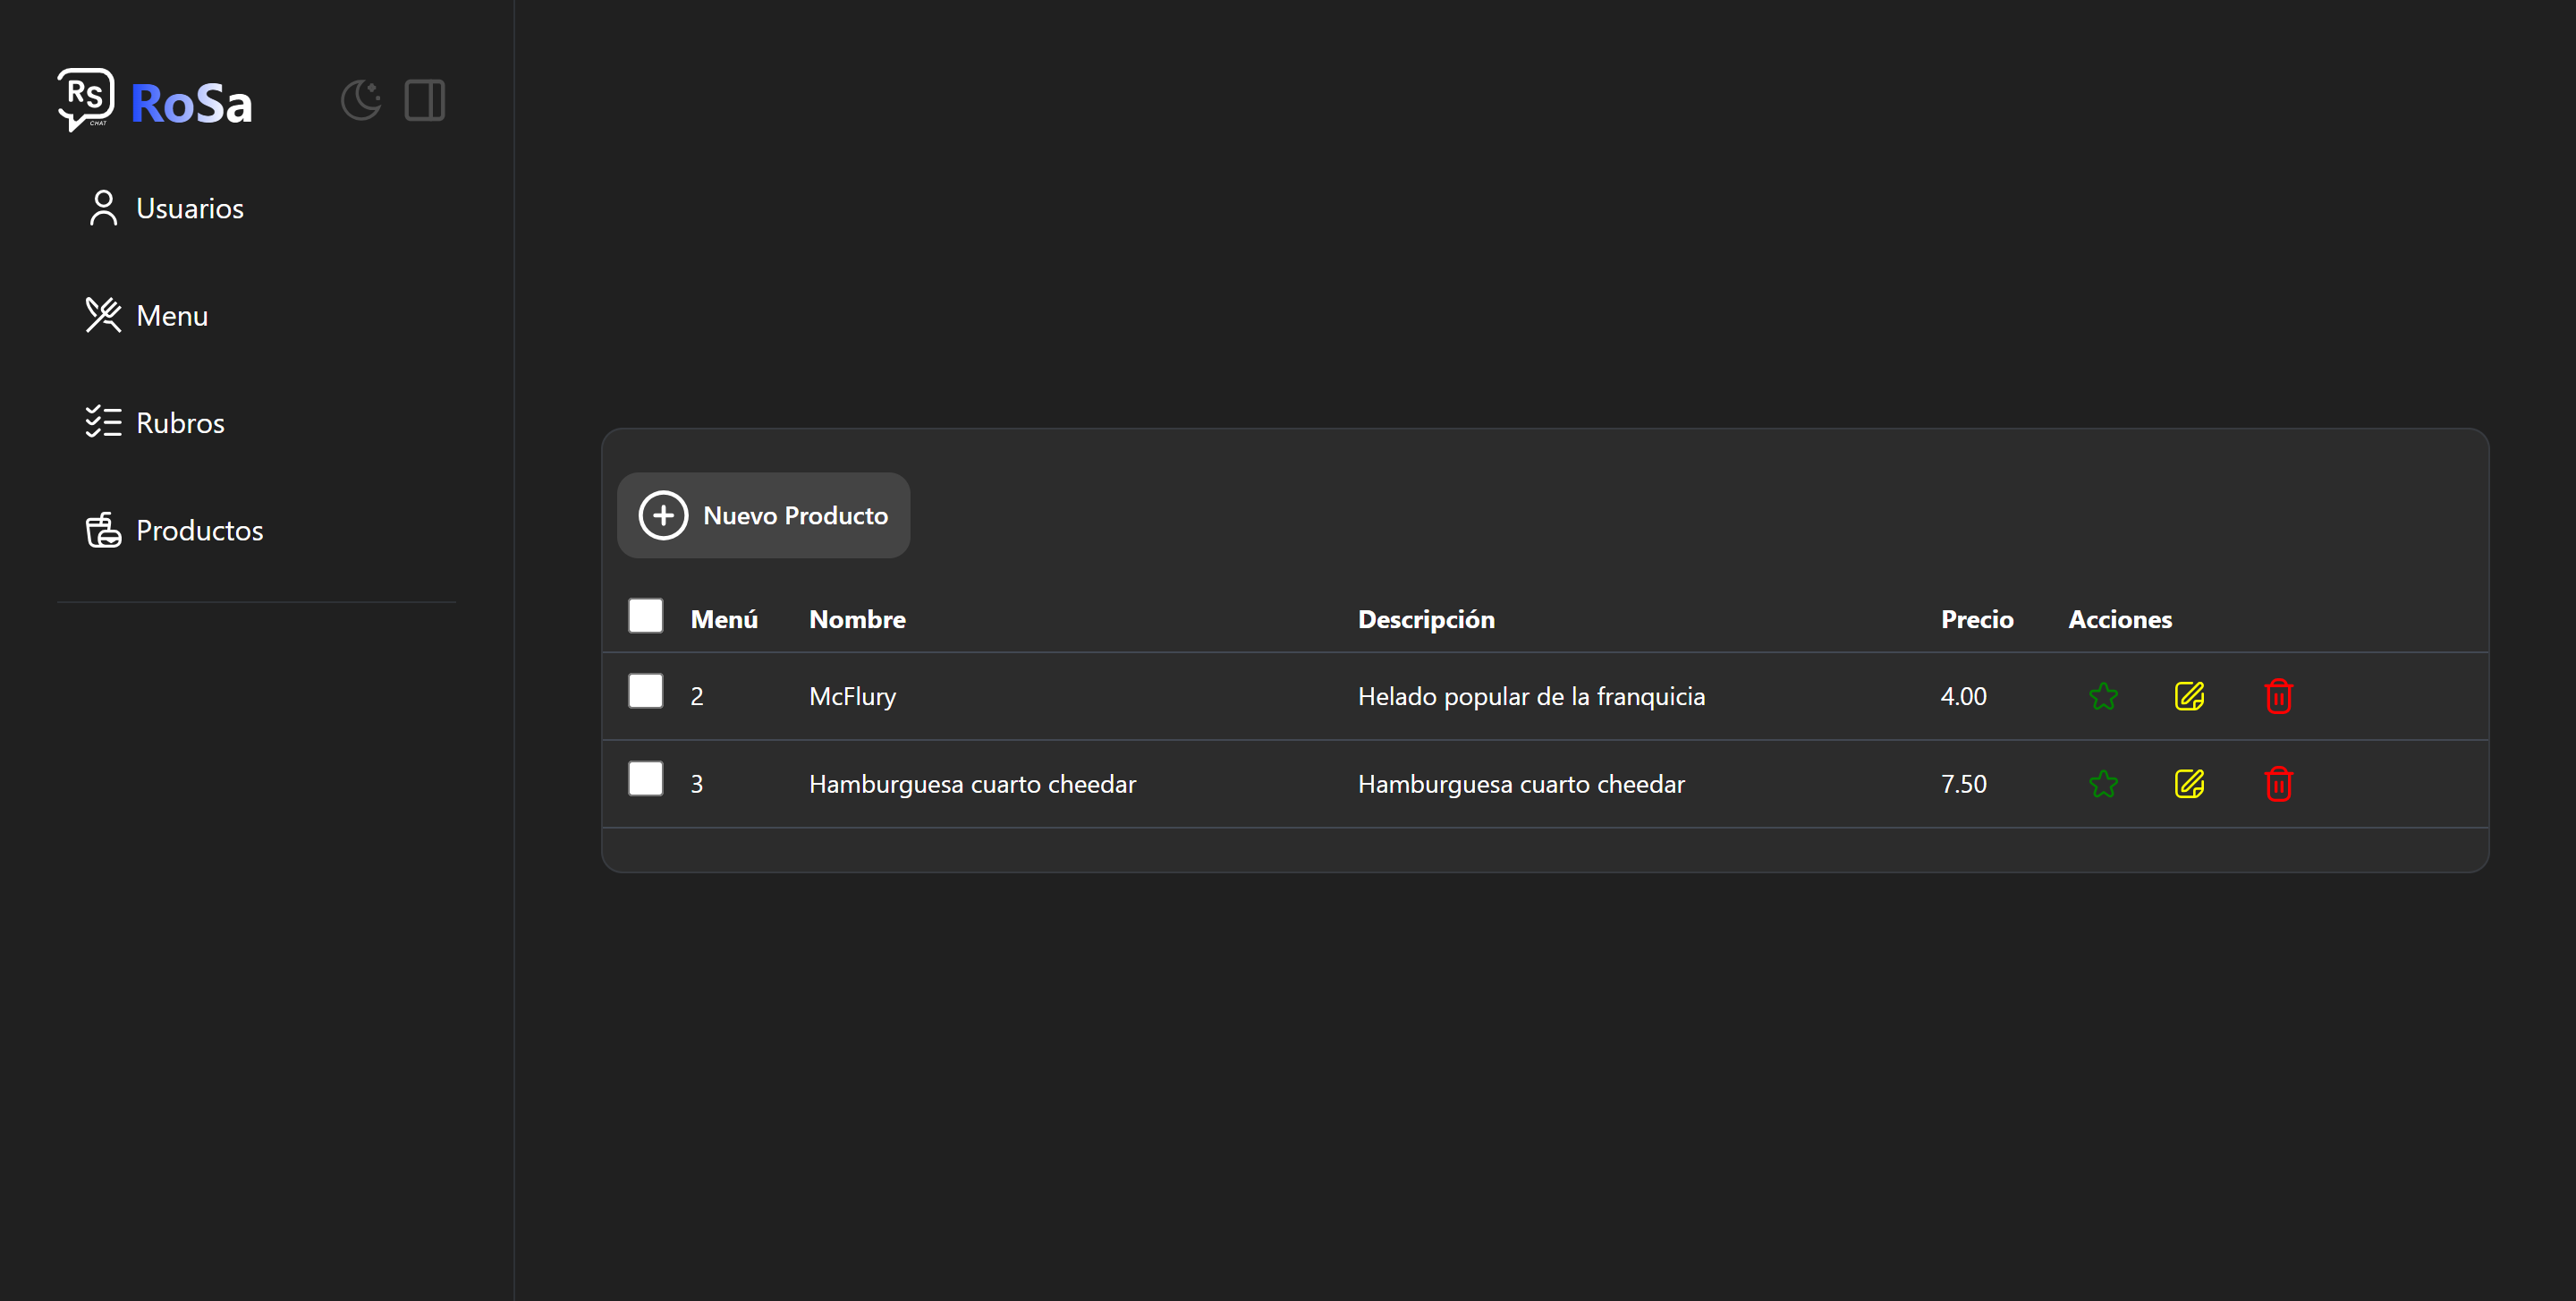 RS
CHAT
RoSa
Usuarios
Menu
Rubros
Productos
Nuevo Producto
Menú Nombre Descripción Precio Acciones
2 McFlury Helado popular de la franquicia 4.00
3 Hamburguesa cuarto cheedar Hamburguesa cuarto cheedar 7.50